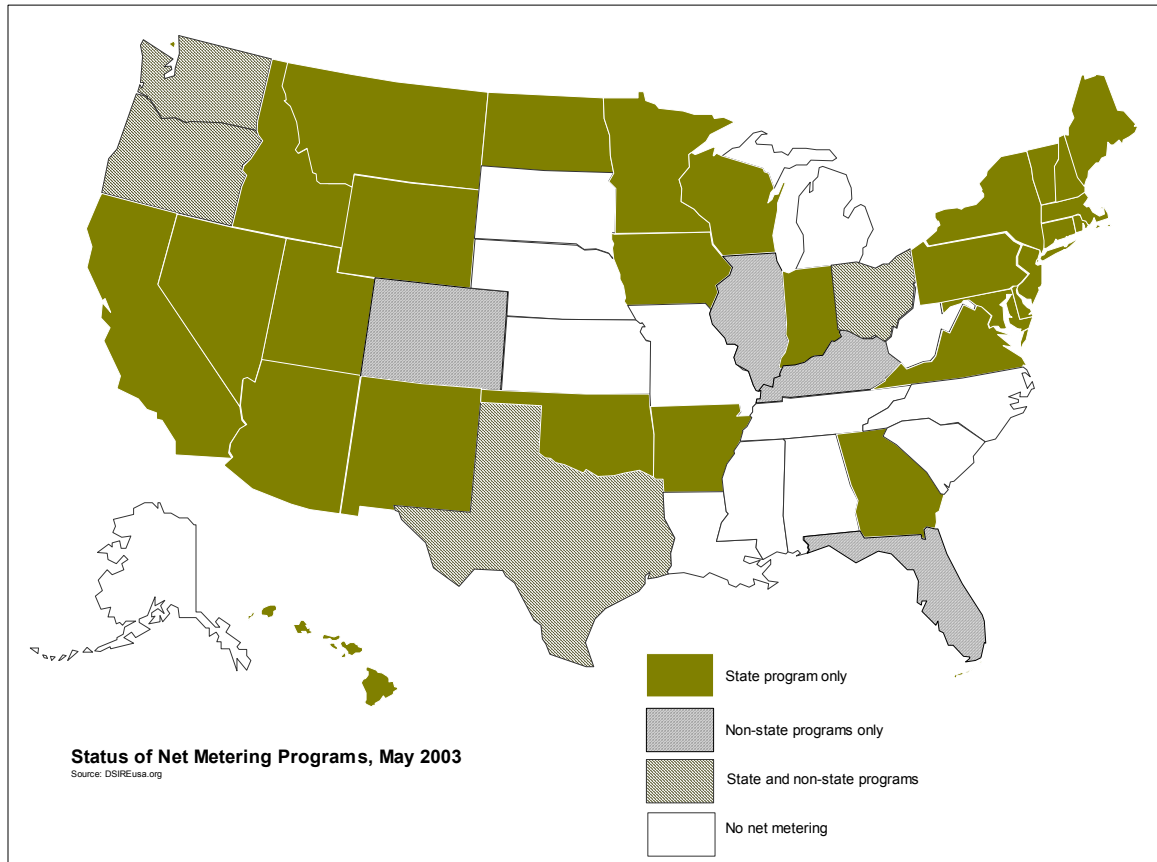 State program only
Non-state programs only
Status of Net Metering Programs, May 2003
Source: DSIREusa.org
State and non-state programs
No net metering